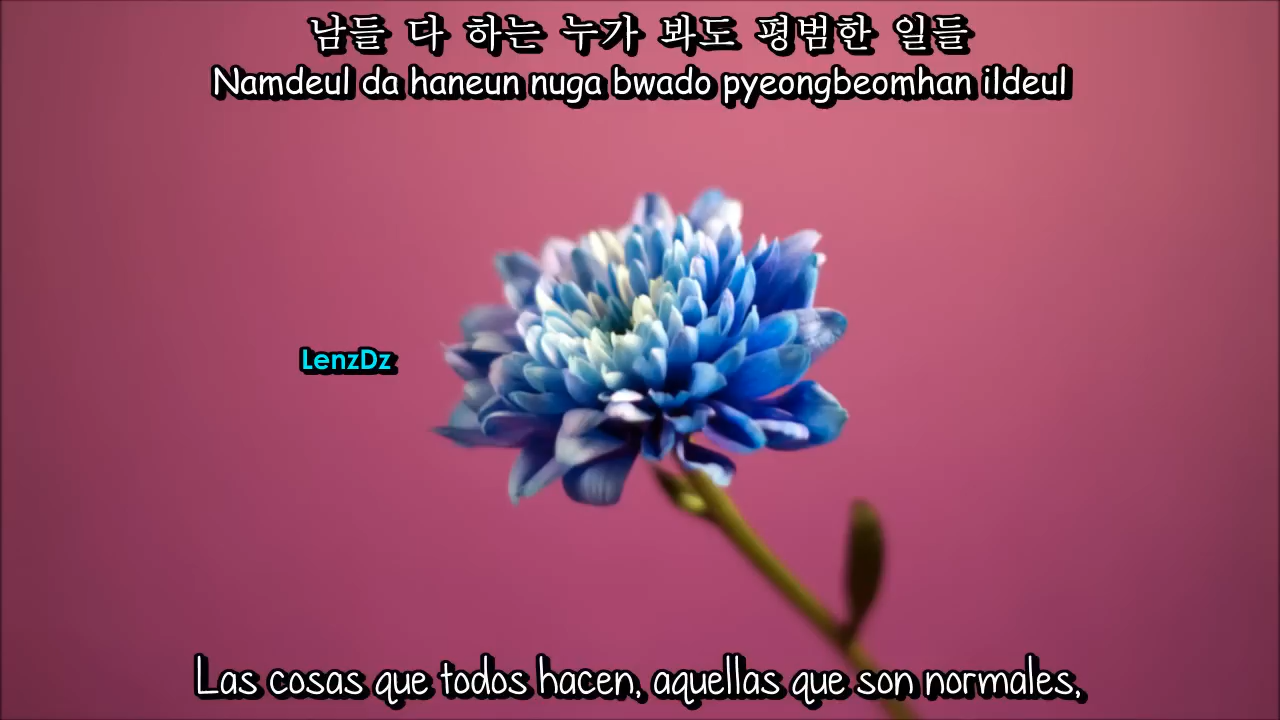 남들 다 하는 누가 봐도 평범한 일들
Namdeul da haneun nuga bwado pyeongbeomhan ildeul
LenzDz
Las cosas que todos hacen, aquellas que son normales,